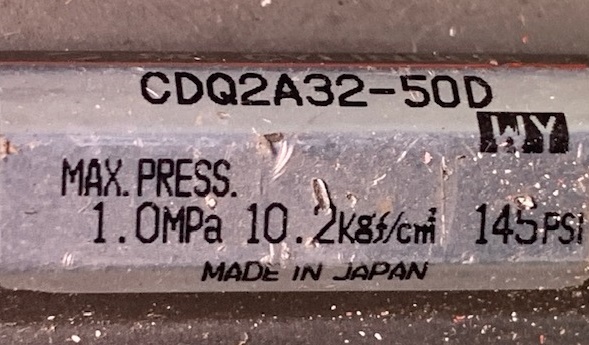 CDQ2A32-50D
WY
MAX. PRESS.
1.0MPa 10.2kgf/cm² 145PSI
MADE IN JAPAN